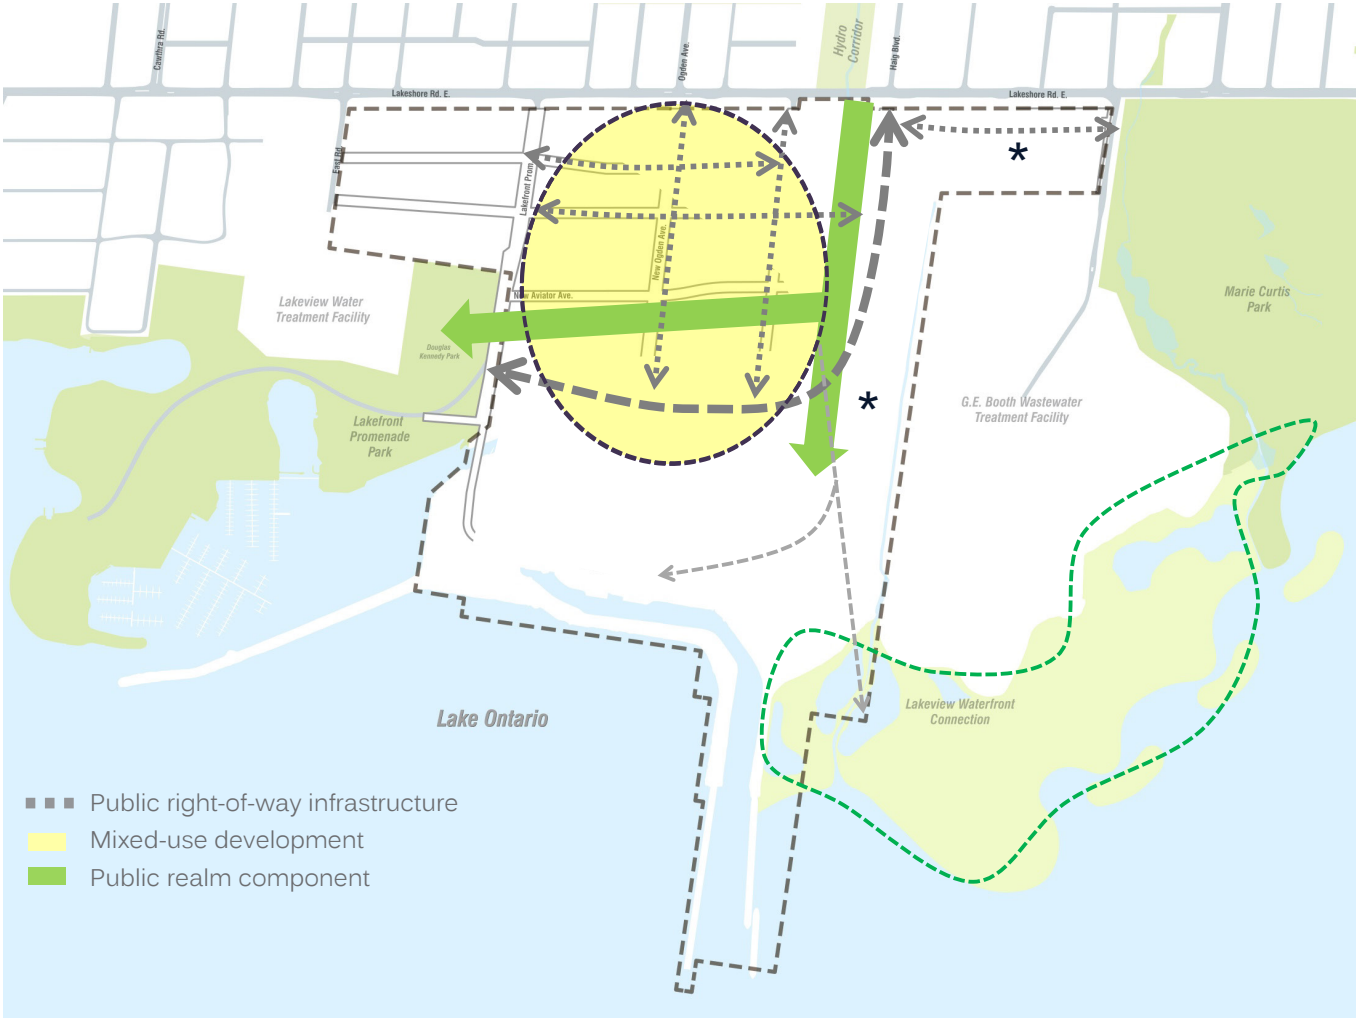 Cawthra Rd.
Ogden Ave.
Hydro
Corridor
Haig Blvd.
Lakeshore Rd. E.
Lakeshore Rd. E.
*
East Rd.
Lakefront Prom.
New Ogden Ave.
New Aviator Ave.
Lakeview Water
Treatment Facility
Marie Curtis
Park
Douglas
Kennedy Park
*
G.E. Booth Wastewater
Treatment Facility
Lakefront
Promenade
Park
Lakeview Waterfront
Connection
Lake Ontario
Public right-of-way infrastructure
Mixed-use development
Public realm component